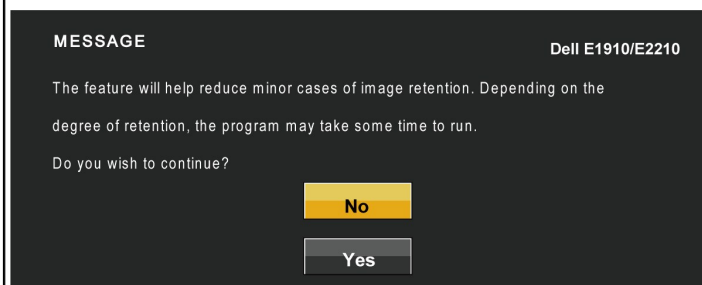 MESSAGE
Dell E1910/E2210
The feature will help reduce minor cases of image retention. Depending on the
degree of retention, the program may take some time to run.
Do you wish to continue?
No
Yes